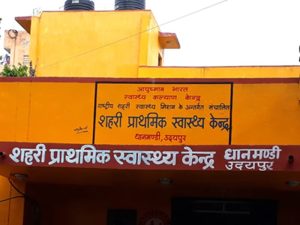 आयुष्मान भारत
स्वास्थ्य कल्याण केन्द्र
राष्ट्रीय शहरी स्वास्थ्य मिशन के अन्तर्गत संचालित
शहरी प्राथमिक स्वास्थ्य केन्द्र
धानमण्डी, उदयपुर
शहरी प्राथमिक स्वास्थ्य केन्द्र धानमण्डी
उदयपुर